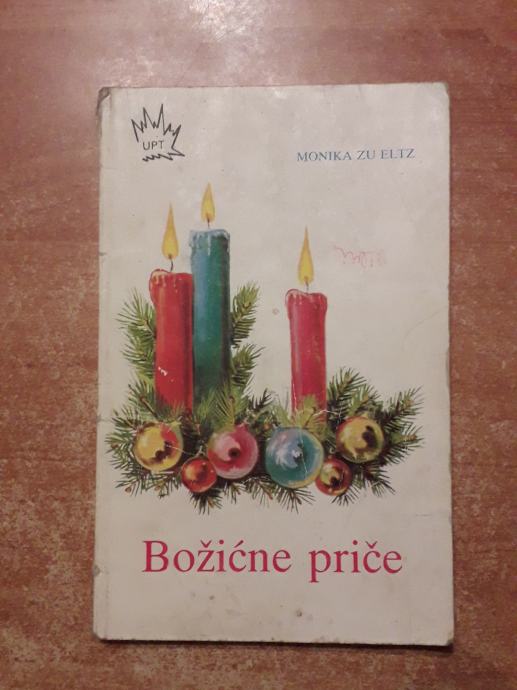 UPT
MONIKA ZU ELTZ
Božićne priče